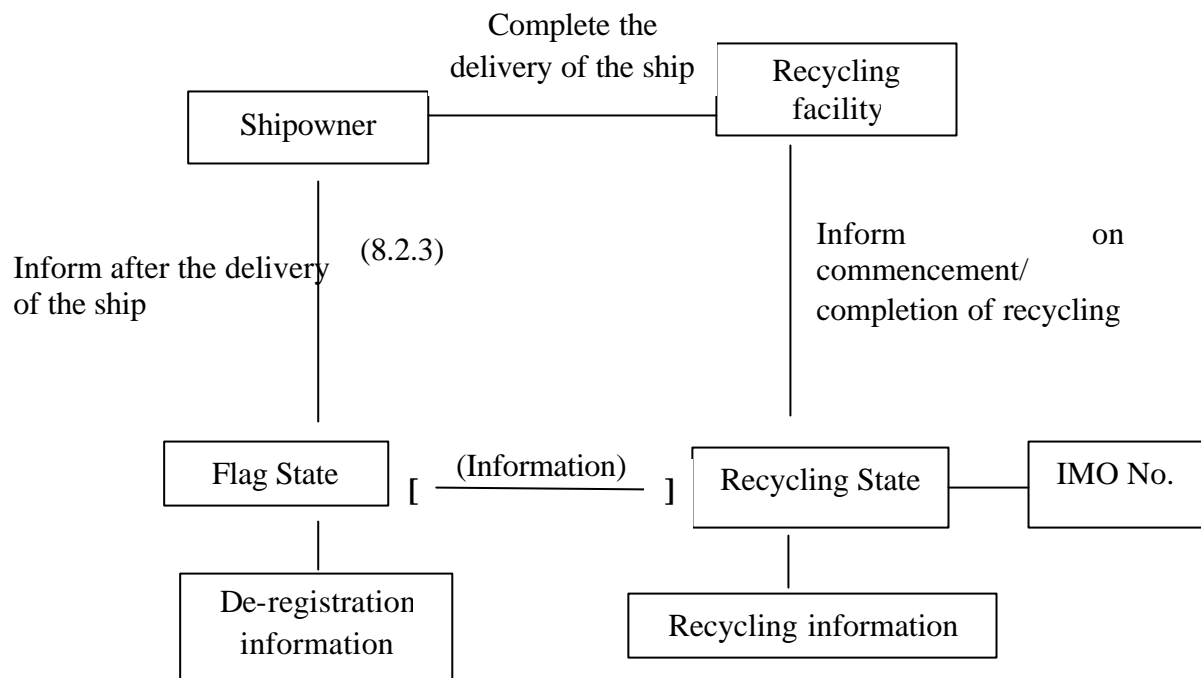 Complete the
delivery of the ship
Recycling
facility
Shipowner
Inform after the delivery
of the ship
(8.2.3)
Inform on
commencement/
completion of recycling
Flag State
[
(Information)
]
Recycling State
IMO No.
De-registration
information
Recycling information